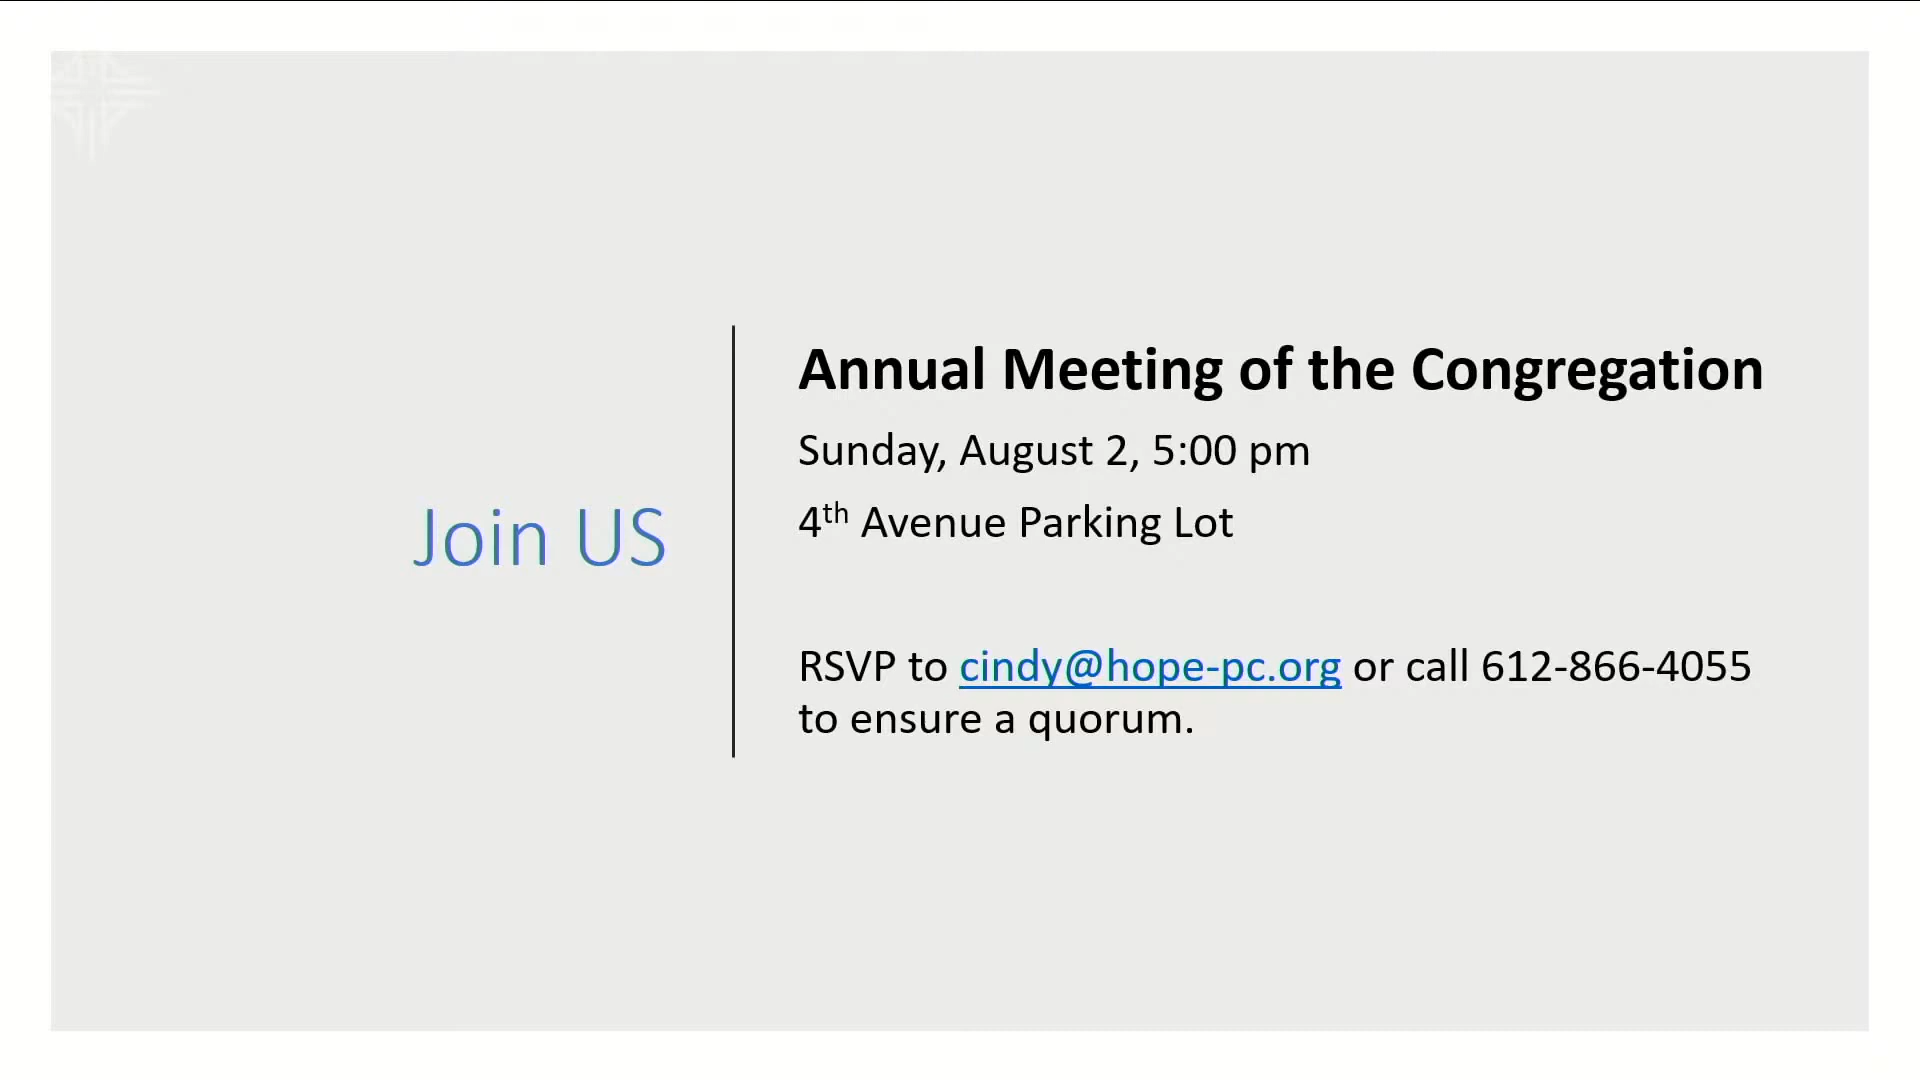 Join US
Annual Meeting of the Congregation
Sunday, August 2, 5:00 pm
4th Avenue Parking Lot
RSVP to cindy@hope-pc.org or call 612-866-4055
to ensure a quorum.